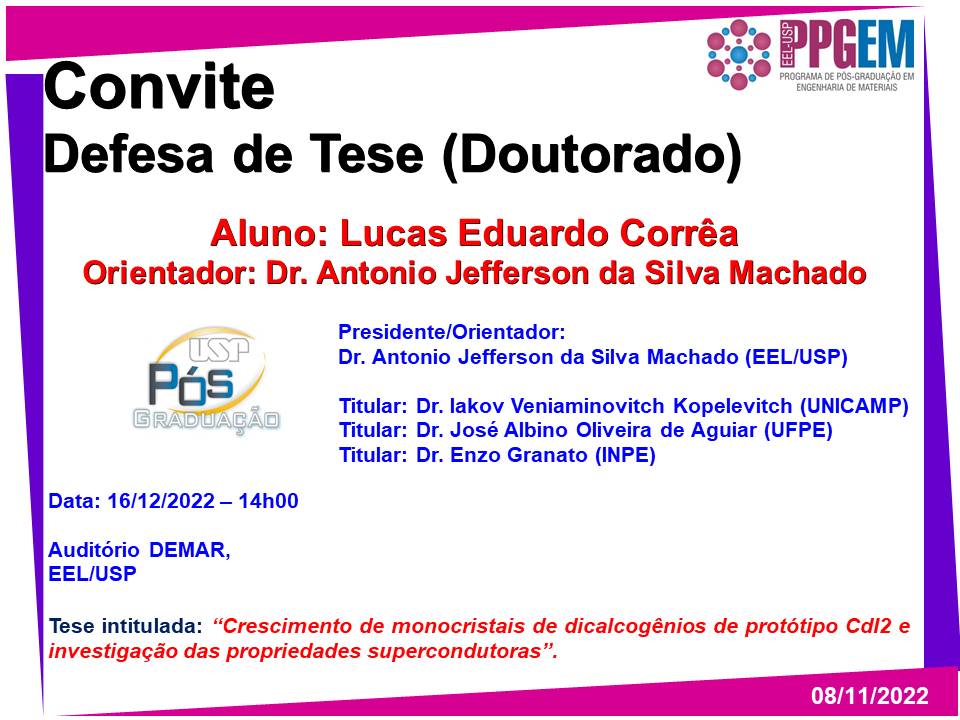 EEL-USP
PPGEM
PROGRAMA DE PÓS-GRADUAÇÃO EM
ENGENHARIA DE MATERIAIS
Convite
Defesa de Tese (Doutorado)
Aluno: Lucas Eduardo Corrêa
Orientador: Dr. Antonio Jefferson da Silva Machado
USP
PÓS
GRADUAÇÃO
Presidente/Orientador:
Dr. Antonio Jefferson da Silva Machado (EEL/USP)
Titular: Dr. Iakov Veniaminovitch Kopelevitch (UNICAMP)
Titular: Dr. José Albino Oliveira de Aguiar (UFPE)
Titular: Dr. Enzo Granato (INPE)
Data: 16/12/2022 – 14h00
Auditório DEMAR,
EEL/USP
Tese intitulada: “Crescimento de monocristais de dicalcogênios de protótipo CdI2 e
investigação das propriedades supercondutoras”.
08/11/2022